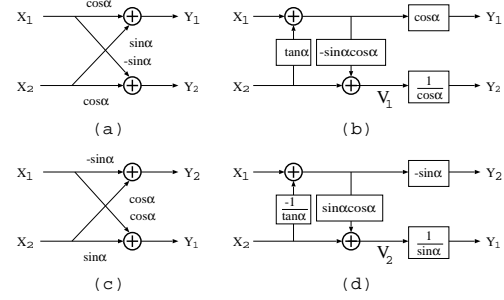 cosα
X1 Y1
sinα
-sinα
X2 Y2
cosα
(a)
X1 cosα Y1
tanα -sinαcosα
X2 V1 1/cosα Y2
(b)
-sinα
X1 Y2
cosα
cosα
X2 Y1
sinα
(c)
X1 -sinα Y2
-1/tanα sinαcosα
X2 V2 1/sinα Y1
(d)